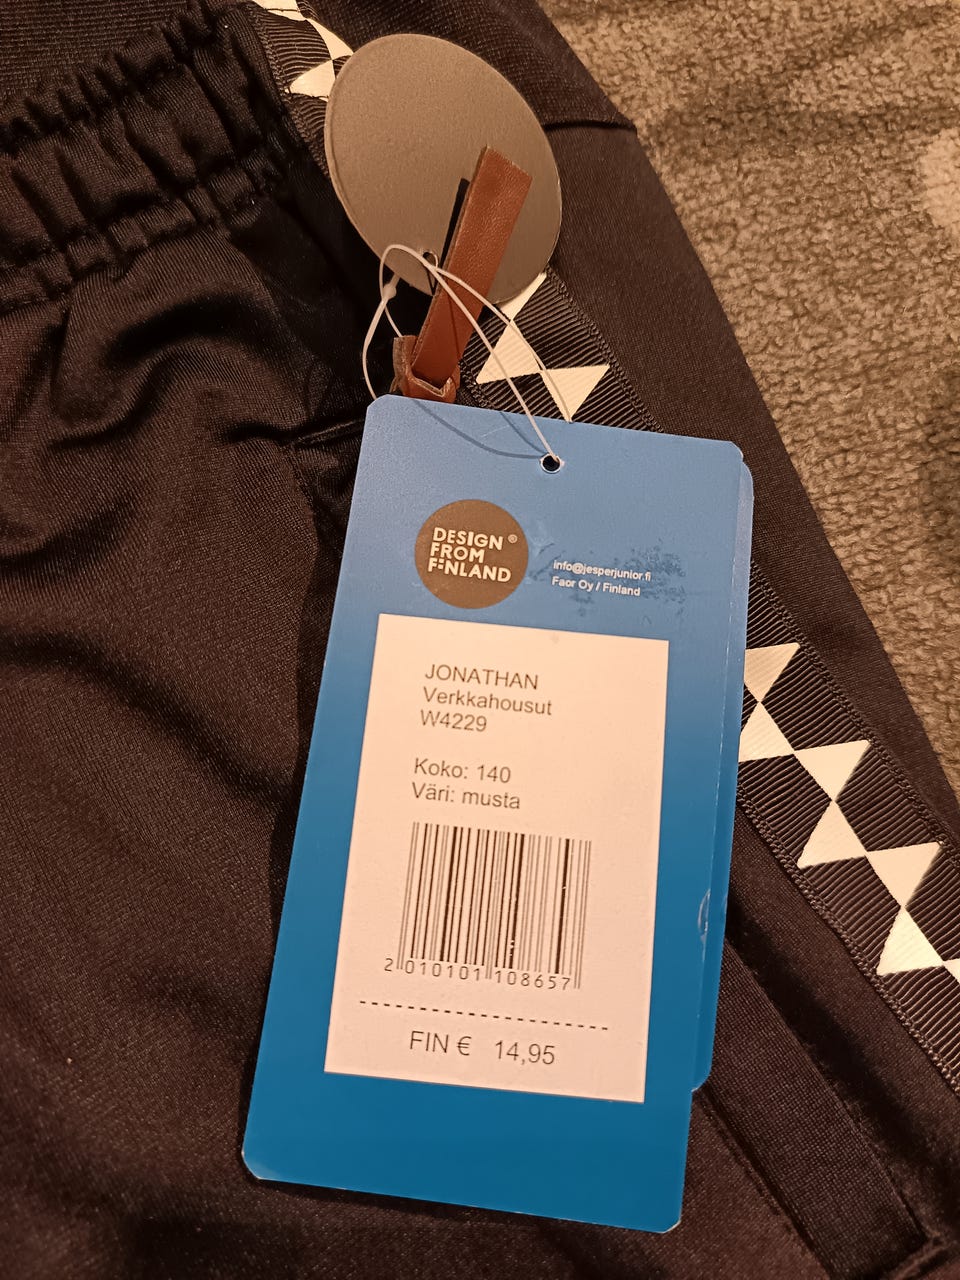 DESIGN ®
FROM
FINLAND
info@jesperjunior.fi
Faor Oy / Finland
JONATHAN
Verkkahousut
W4229
Koko: 140
Väri: musta
2 010101 108657
FIN € 14,95